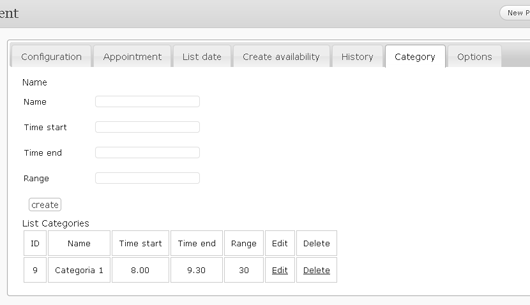 ent
New P
Configuration Appointment List date Create availability History Category Options
Name
Name
Time start
Time end
Range
create
List Categories
ID Name Time start Time end Range Edit Delete
9 Categoria 1 8.00 9.30 30 Edit Delete